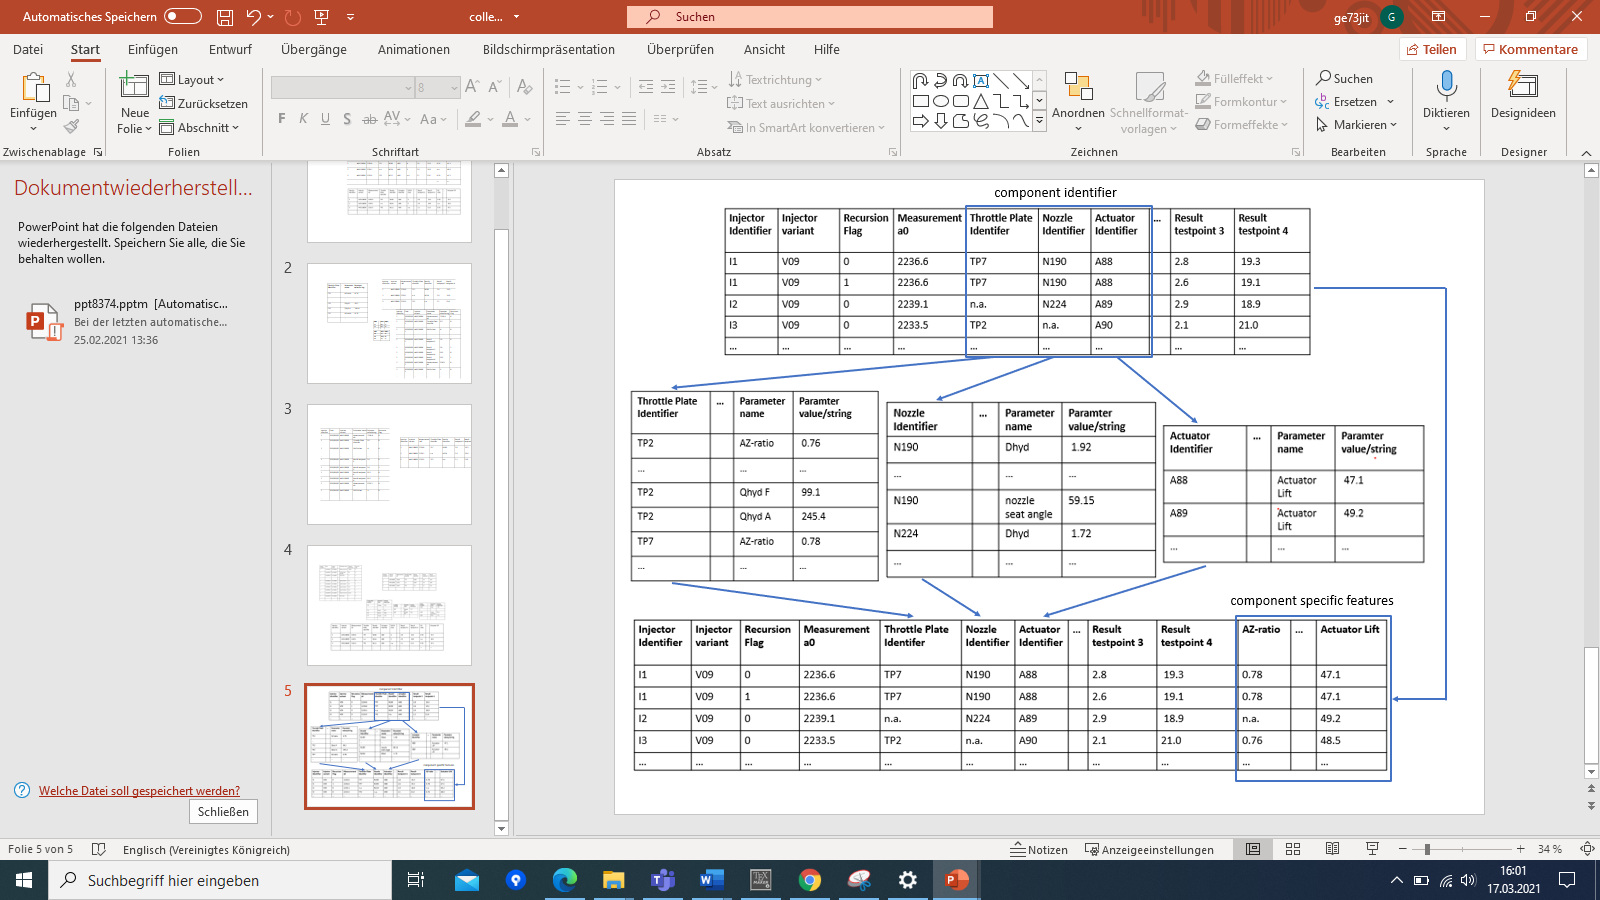 Automatisches Speichern
colle...
Suchen
ge73jit
G
Datei
Start
Einfügen
Entwurf
Übergänge
Animationen
Bildschirmpräsentation
Überprüfen
Ansicht
Hilfe
Teilen
Kommentare
Einfügen
Neue Folie
Layout
Zurücksetzen
Abschnitt
8
F K U S ab AV Aa
A
Textrichtung
Text ausrichten
In SmartArt konvertieren
Anordnen
Schnellformat-
vorlagen
Fülleffekt
Formkontur
Formeffekte
Suchen
Ersetzen
Markieren
Diktieren
Designideen
Zwischenablage
Folien
Schriftart
Absatz
Zeichnen
Bearbeiten
Sprache
Designer
Dokumentwiederherstell...
PowerPoint hat die folgenden Dateien
wiederhergestellt. Speichern Sie alle, die Sie
behalten wollen.
ppt8374.pptm [Automatisc...
Bei der letzten automatische...
25.02.2021 13:36
Welche Datei soll gespeichert werden?
Schließen
2
3
4
5
component identifier
Injector Identifier Injector variant Recursion Flag Measurement a0 Throttle Plate Identifer Nozzle Identifier Actuator Identifier ... Result testpoint 3 Result testpoint 4
I1 V09 0 2236.6 TP7 N190 A88 2.8 19.3
I1 V09 1 2236.6 TP7 N190 A88 2.6 19.1
I2 V09 0 2239.1 n.a. N224 A89 2.9 18.9
I3 V09 0 2233.5 TP2 n.a. A90 2.1 21.0
... ... ... ... ... ... ... ... ...
Throttle Plate Identifier ... Parameter name Paramter value/string
TP2 AZ-ratio 0.76
... ... ...
TP2 Qhyd F 99.1
TP2 Qhyd A 245.4
TP7 AZ-ratio 0.78
... ... ...
Nozzle Identifier ... Parameter name Paramter value/string
N190 Dhyd 1.92
... ... ...
N190 nozzle seat angle 59.15
N224 Dhyd 1.72
... ... ...
Actuator Identifier ... Parameter name Paramter value/string
A88 Actuator Lift 47.1
A89 Actuator Lift 49.2
... ... ...
component specific features
Injector Identifier Injector variant Recursion Flag Measurement a0 Throttle Plate Identifer Nozzle Identifier Actuator Identifier ... Result testpoint 3 Result testpoint 4 AZ-ratio ... Actuator Lift
I1 V09 0 2236.6 TP7 N190 A88 2.8 19.3 0.78 47.1
I1 V09 1 2236.6 TP7 N190 A88 2.6 19.1 0.78 47.1
I2 V09 0 2239.1 n.a. N224 A89 2.9 18.9 n.a. 49.2
I3 V09 0 2233.5 TP2 n.a. A90 2.1 21.0 0.76 48.5
... ... ... ... ... ... ... ... ... ... ...
Folie 5 von 5
Englisch (Vereinigtes Königreich)
Notizen
Anzeigeeinstellungen
34 %
Suchbegriff hier eingeben
16:01
17.03.2021